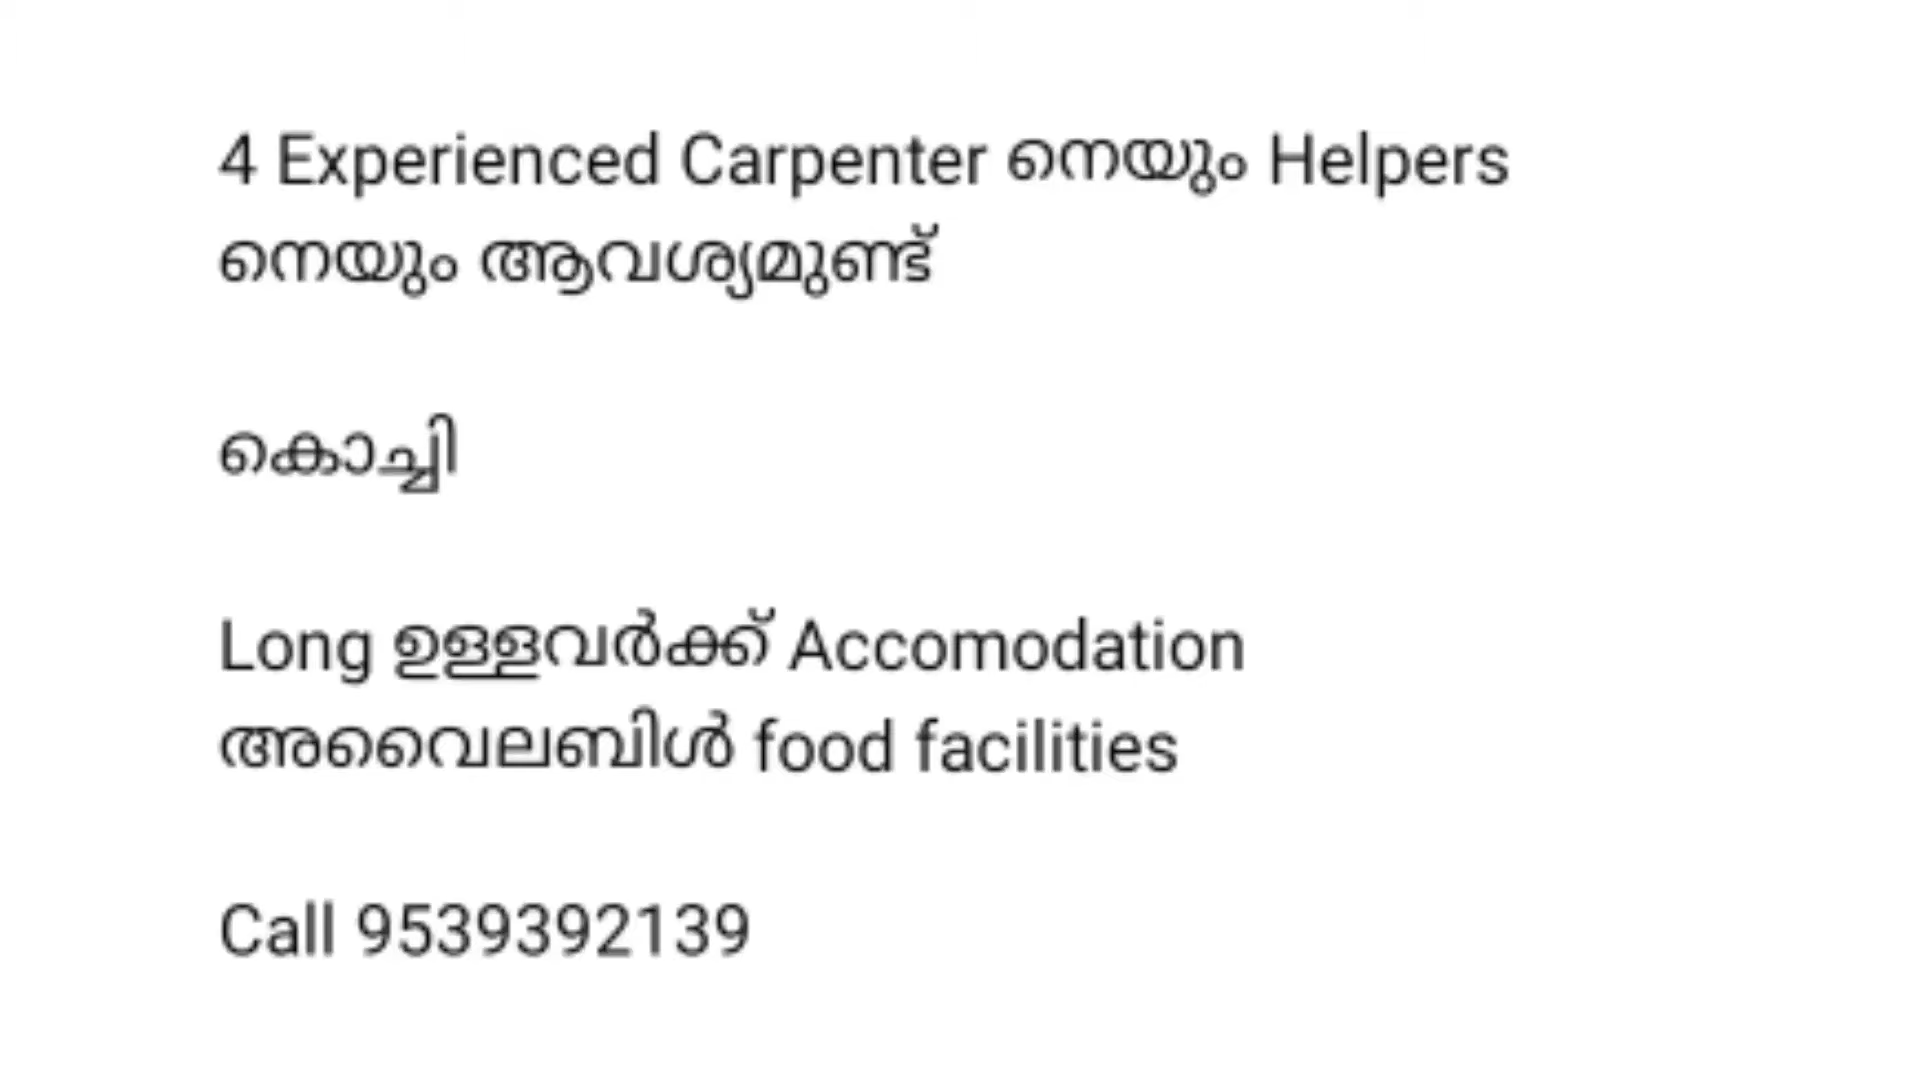 4 Experienced Carpenter നെയും Helpers
നെയും ആവശ്യമുണ്ട്
കൊച്ചി
Long ഉള്ളവർക്ക് Accomodation
അവൈലബിൾ food facilities
Call 9539392139